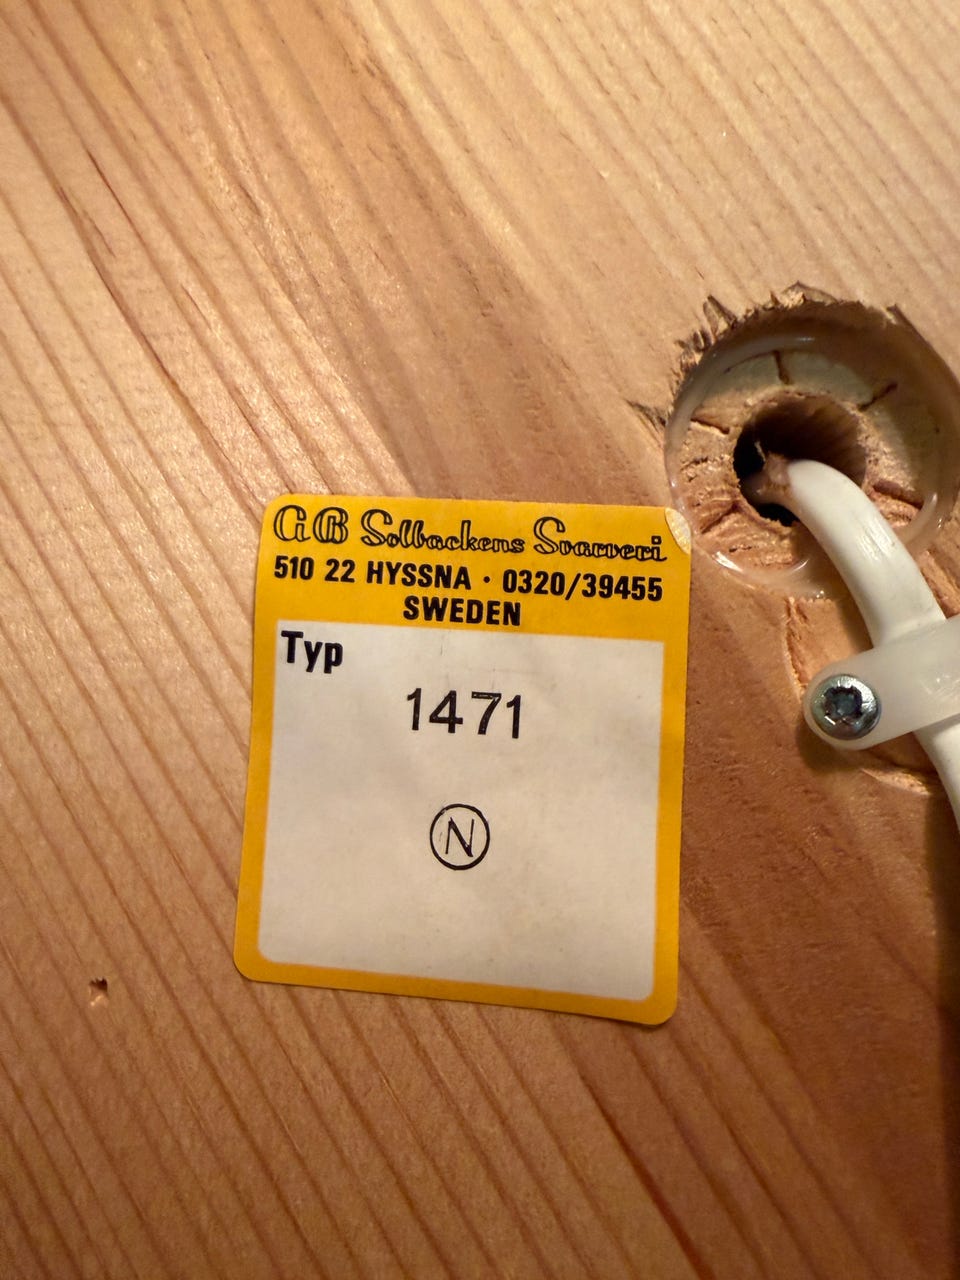 GB Solbackens Svarveri
510 22 HYSSNA · 0320/39455
SWEDEN
Typ
1471
N